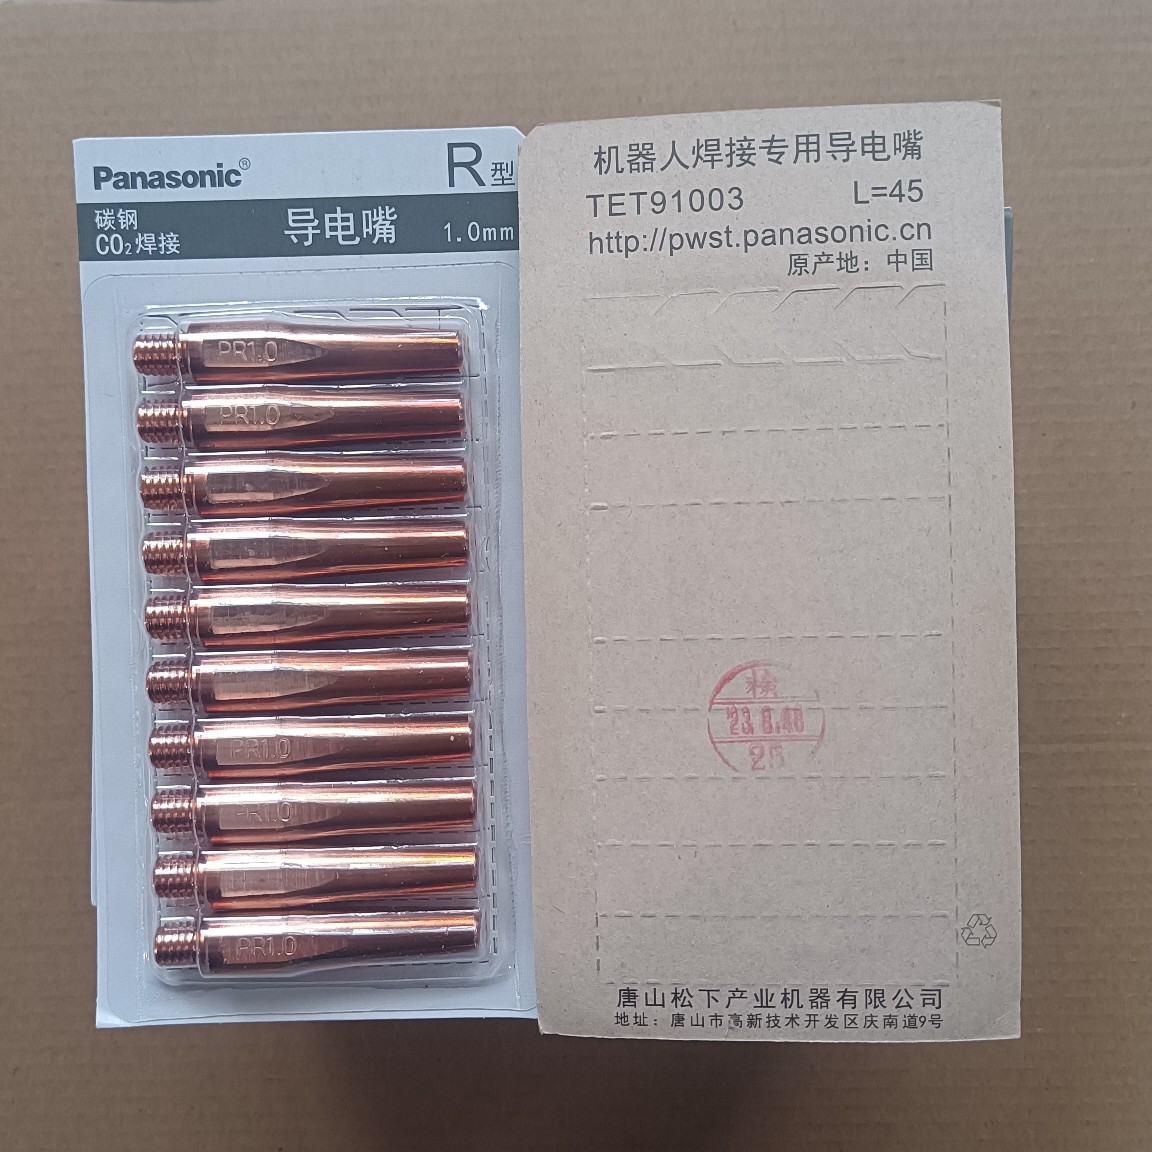 Panasonic®
R型
碳钢
CO₂焊接
导电嘴
1.0mm
PR1.0
PR1.0
PR1.0
R1.0
PR1.0
机器人焊接专用导电嘴
TET91003 L=45
http://pwst.panasonic.cn
原产地：中国
检
唐山松下产业机器有限公司
地址：唐山市高新技术开发区庆南道9号